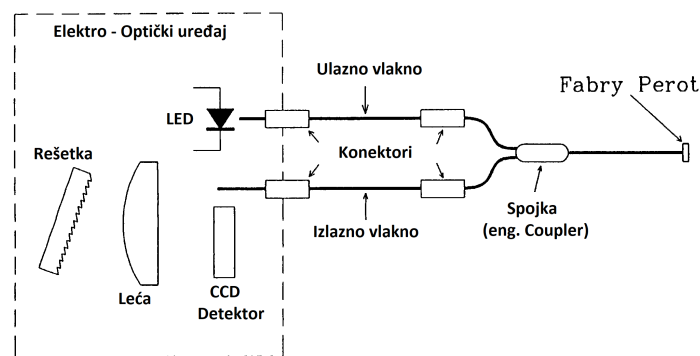 Elektro - Optički uređaj
Ulazno vlakno
Fabry Perot
LED
Rešetka
Konektori
Spojka
(eng. Coupler)
Izlazno vlakno
Leća
CCD
Detektor